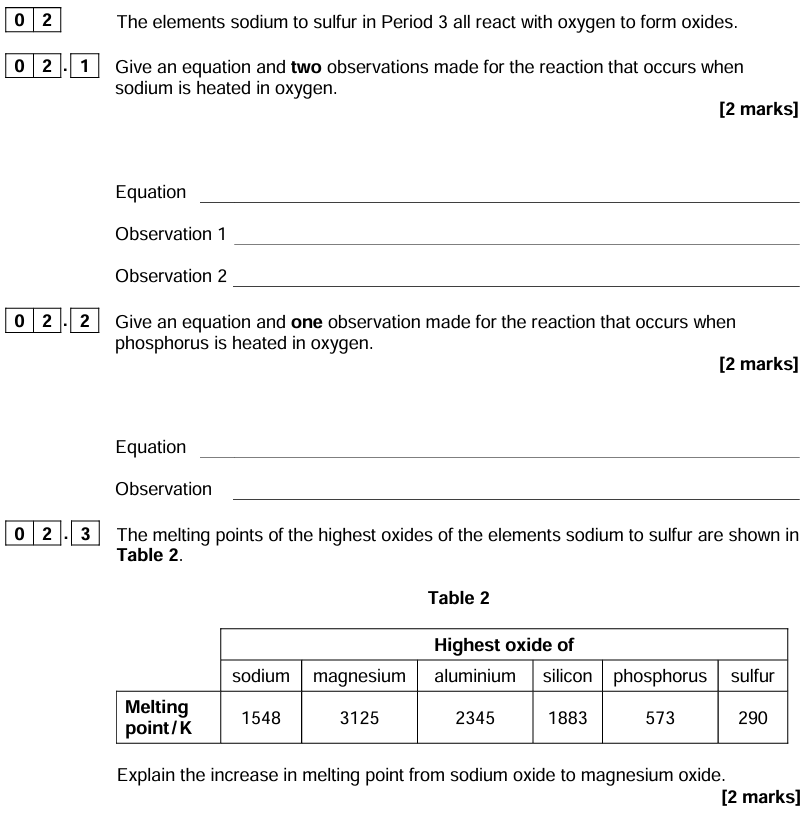 0 2 The elements sodium to sulfur in Period 3 all react with oxygen to form oxides.
0 2 . 1 Give an equation and two observations made for the reaction that occurs when
sodium is heated in oxygen.
[2 marks]
Equation
Observation 1
Observation 2
0 2 . 2 Give an equation and one observation made for the reaction that occurs when
phosphorus is heated in oxygen.
[2 marks]
Equation
Observation
0 2 . 3 The melting points of the highest oxides of the elements sodium to sulfur are shown in
Table 2.
Table 2
Highest oxide of
sodium magnesium aluminium silicon phosphorus sulfur
Melting
point/K 1548 3125 2345 1883 573 290
Explain the increase in melting point from sodium oxide to magnesium oxide.
[2 marks]